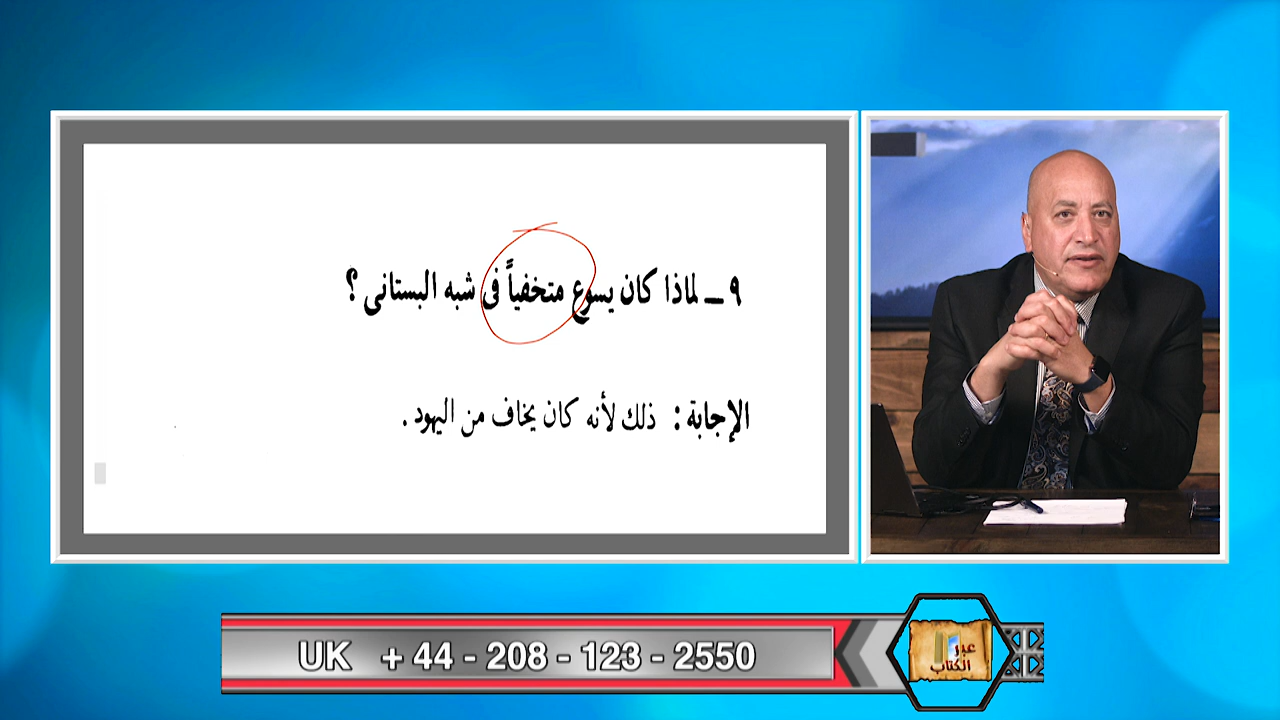 ٩ ــ لماذا كان يسوع متخفياً فى شبه البستانى ؟
الإجابة : ذلك لأنه كان يخاف من اليهود .
UK + 44 - 208 - 123 - 2550
عبر
الكتاب